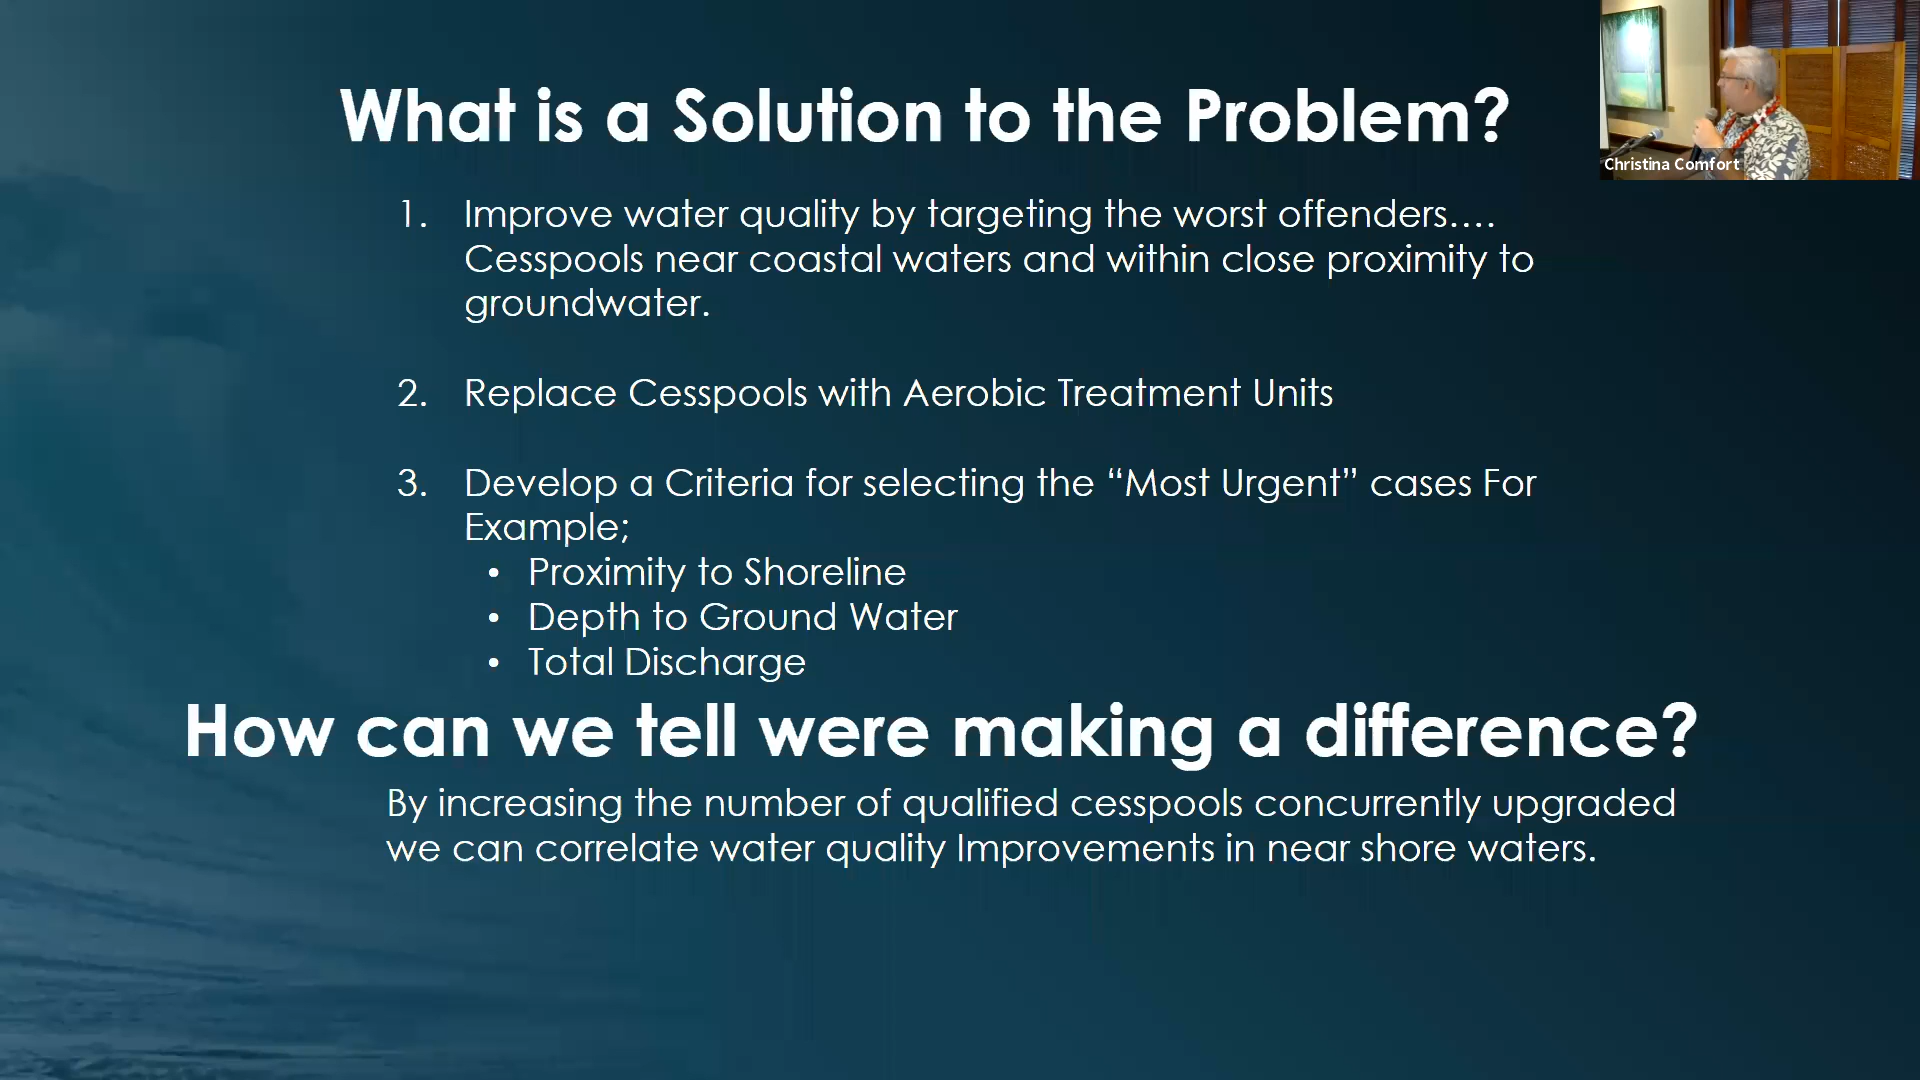 What is a Solution to the Problem?
Christina Comfort
1. Improve water quality by targeting the worst offenders....
Cesspools near coastal waters and within close proximity to
groundwater.
2. Replace Cesspools with Aerobic Treatment Units
3. Develop a Criteria for selecting the “Most Urgent” cases For
Example;
• Proximity to Shoreline
• Depth to Ground Water
• Total Discharge
How can we tell were making a difference?
By increasing the number of qualified cesspools concurrently upgraded
we can correlate water quality Improvements in near shore waters.